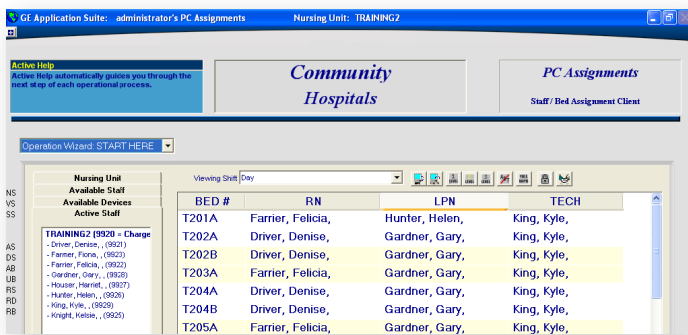 GE Application Suite: administrator's PC Assignments Nursing Unit: TRAINING2
Active Help
Active Help automatically guides you through the
next step of each operational process.
Community
Hospitals
PC Assignments
Staff / Bed Assignment Client
Operation Wizard: START HERE
Nursing Unit
Available Staff
Available Devices
Active Staff
TRAINING2 (9920 = Charge
- Driver, Denise, , (9921)
- Farmer, Fiona, , (9923)
- Farrier, Felicia, , (9922)
- Gardner, Gary, , (9928)
- Houser, Harriet, , (9927)
- Hunter, Helen, , (9926)
- King, Kyle, , (9929)
- Knight, Kelsie, , (9925)
NS
VS
SS
AS
DS
AB
UB
RS
RD
RB
Viewing Shift Day
BED # RN LPN TECH
T201A Farrier, Felicia, Hunter, Helen, King, Kyle,
T202A Driver, Denise, Gardner, Gary, King, Kyle,
T202B Driver, Denise, Gardner, Gary, King, Kyle,
T203A Farrier, Felicia, Gardner, Gary, King, Kyle,
T204A Driver, Denise, Gardner, Gary, King, Kyle,
T204B Driver, Denise, Gardner, Gary, King, Kyle,
T205A Farrier, Felicia, Gardner, Gary, King, Kyle,